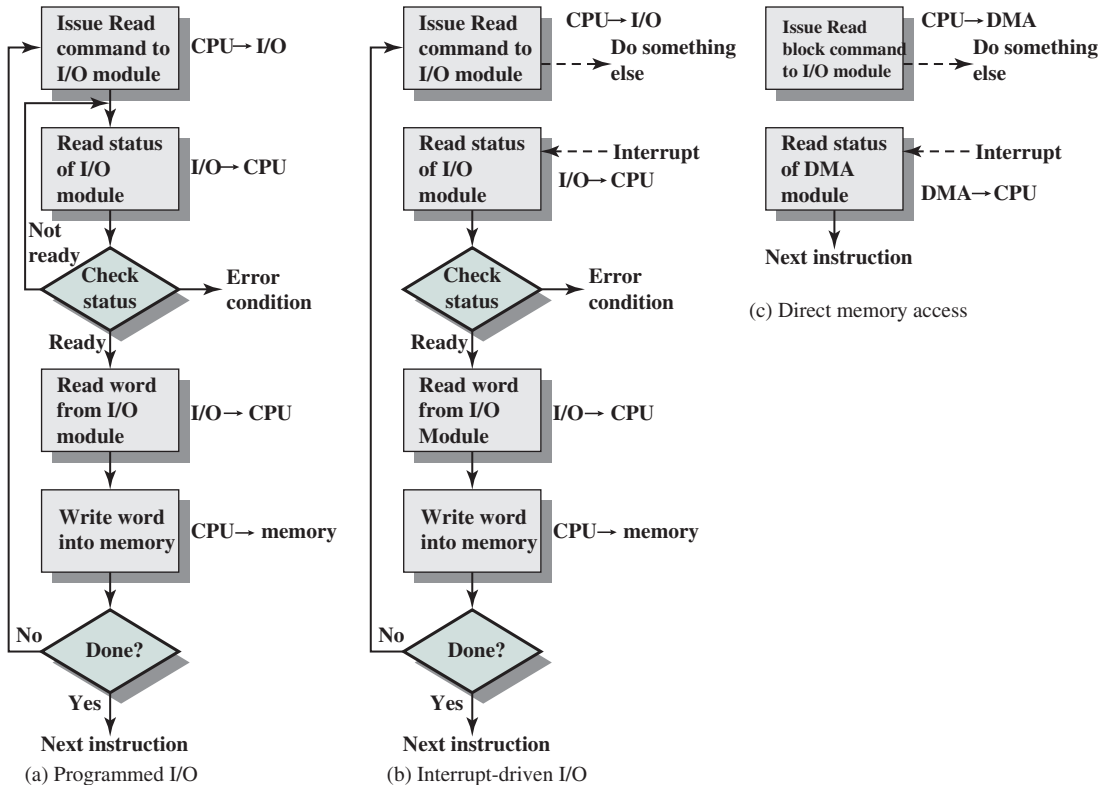 Issue Read
command to
I/O module
CPU → I/O
Read status
of I/O
module
I/O → CPU
Not
ready
Check
status
Error
condition
Ready
Read word
from I/O
module
I/O → CPU
Write word
into memory
CPU → memory
No
Done?
Yes
Next instruction
(a) Programmed I/O
Issue Read
command to
I/O module
CPU → I/O
Do something
else
Read status
of I/O
module
Interrupt
I/O → CPU
Check
status
Error
condition
Ready
Read word
from I/O
Module
I/O → CPU
Write word
into memory
CPU → memory
No
Done?
Yes
Next instruction
(b) Interrupt-driven I/O
Issue Read
block command
to I/O module
CPU → DMA
Do something
else
Read status
of DMA
module
Interrupt
DMA → CPU
Next instruction
(c) Direct memory access